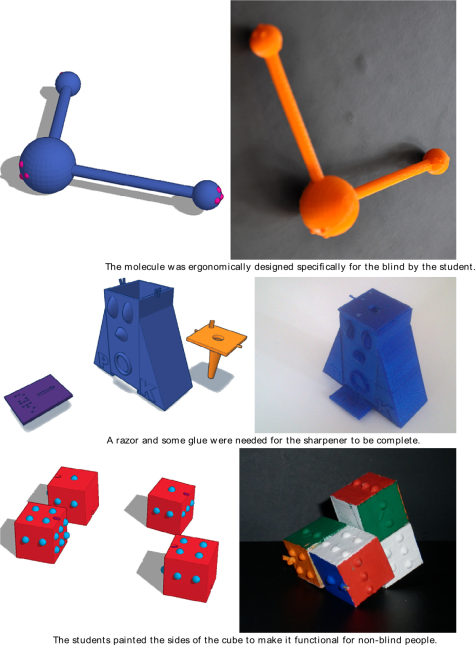 The molecule was ergonomically designed specifically for the blind by the student.
P O K
A razor and some glue were needed for the sharpener to be complete.
The students painted the sides of the cube to make it functional for non-blind people.